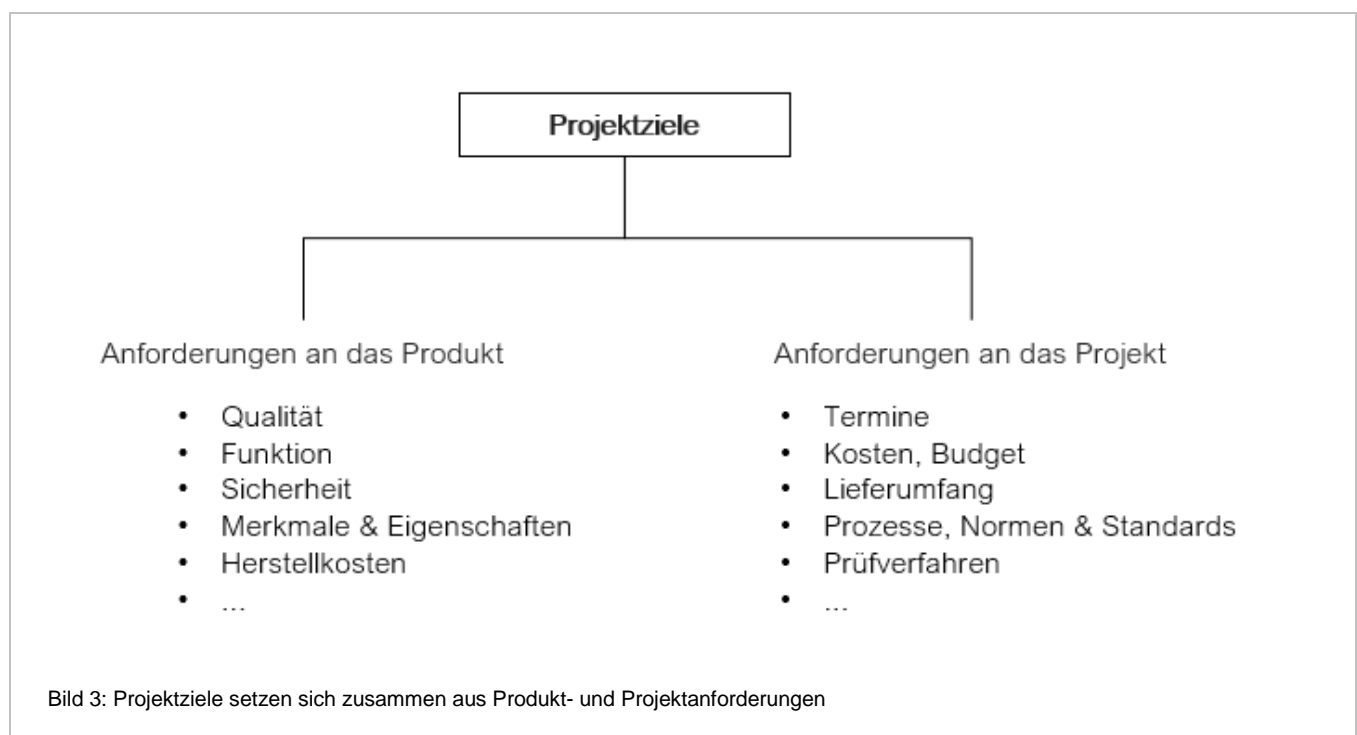 Projektziele
Anforderungen an das Produkt
• Qualität
• Funktion
• Sicherheit
• Merkmale & Eigenschaften
• Herstellkosten
• ...
Anforderungen an das Projekt
• Termine
• Kosten, Budget
• Lieferumfang
• Prozesse, Normen & Standards
• Prüfverfahren
• ...
Bild 3: Projektziele setzen sich zusammen aus Produkt- und Projektanforderungen